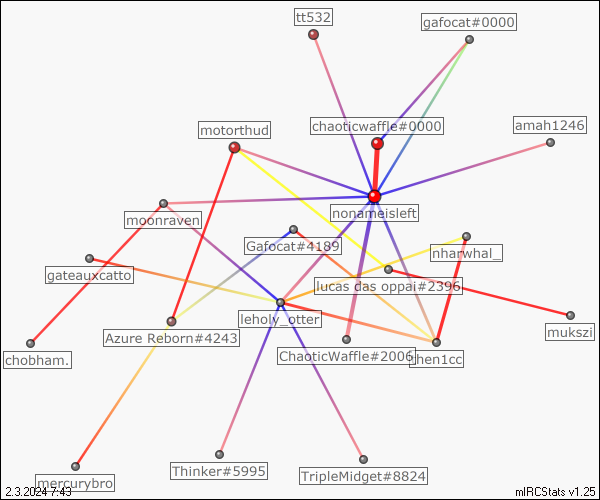 tt532
gafocat#0000
chaoticwaffle#0000
amah1246
motorthud
nonameisleft
moonraven
Gafocat#4189
nharwhal_
gateauxcatto
lucas das oppai#2396
leholy_otter
mukszi
Azure Reborn#4243
chobham.
ChaoticWaffle#2006
Thinker#5995
TripleMidget#8824
mercurybro
2.3.2024 7:43
mIRCStats v1.25